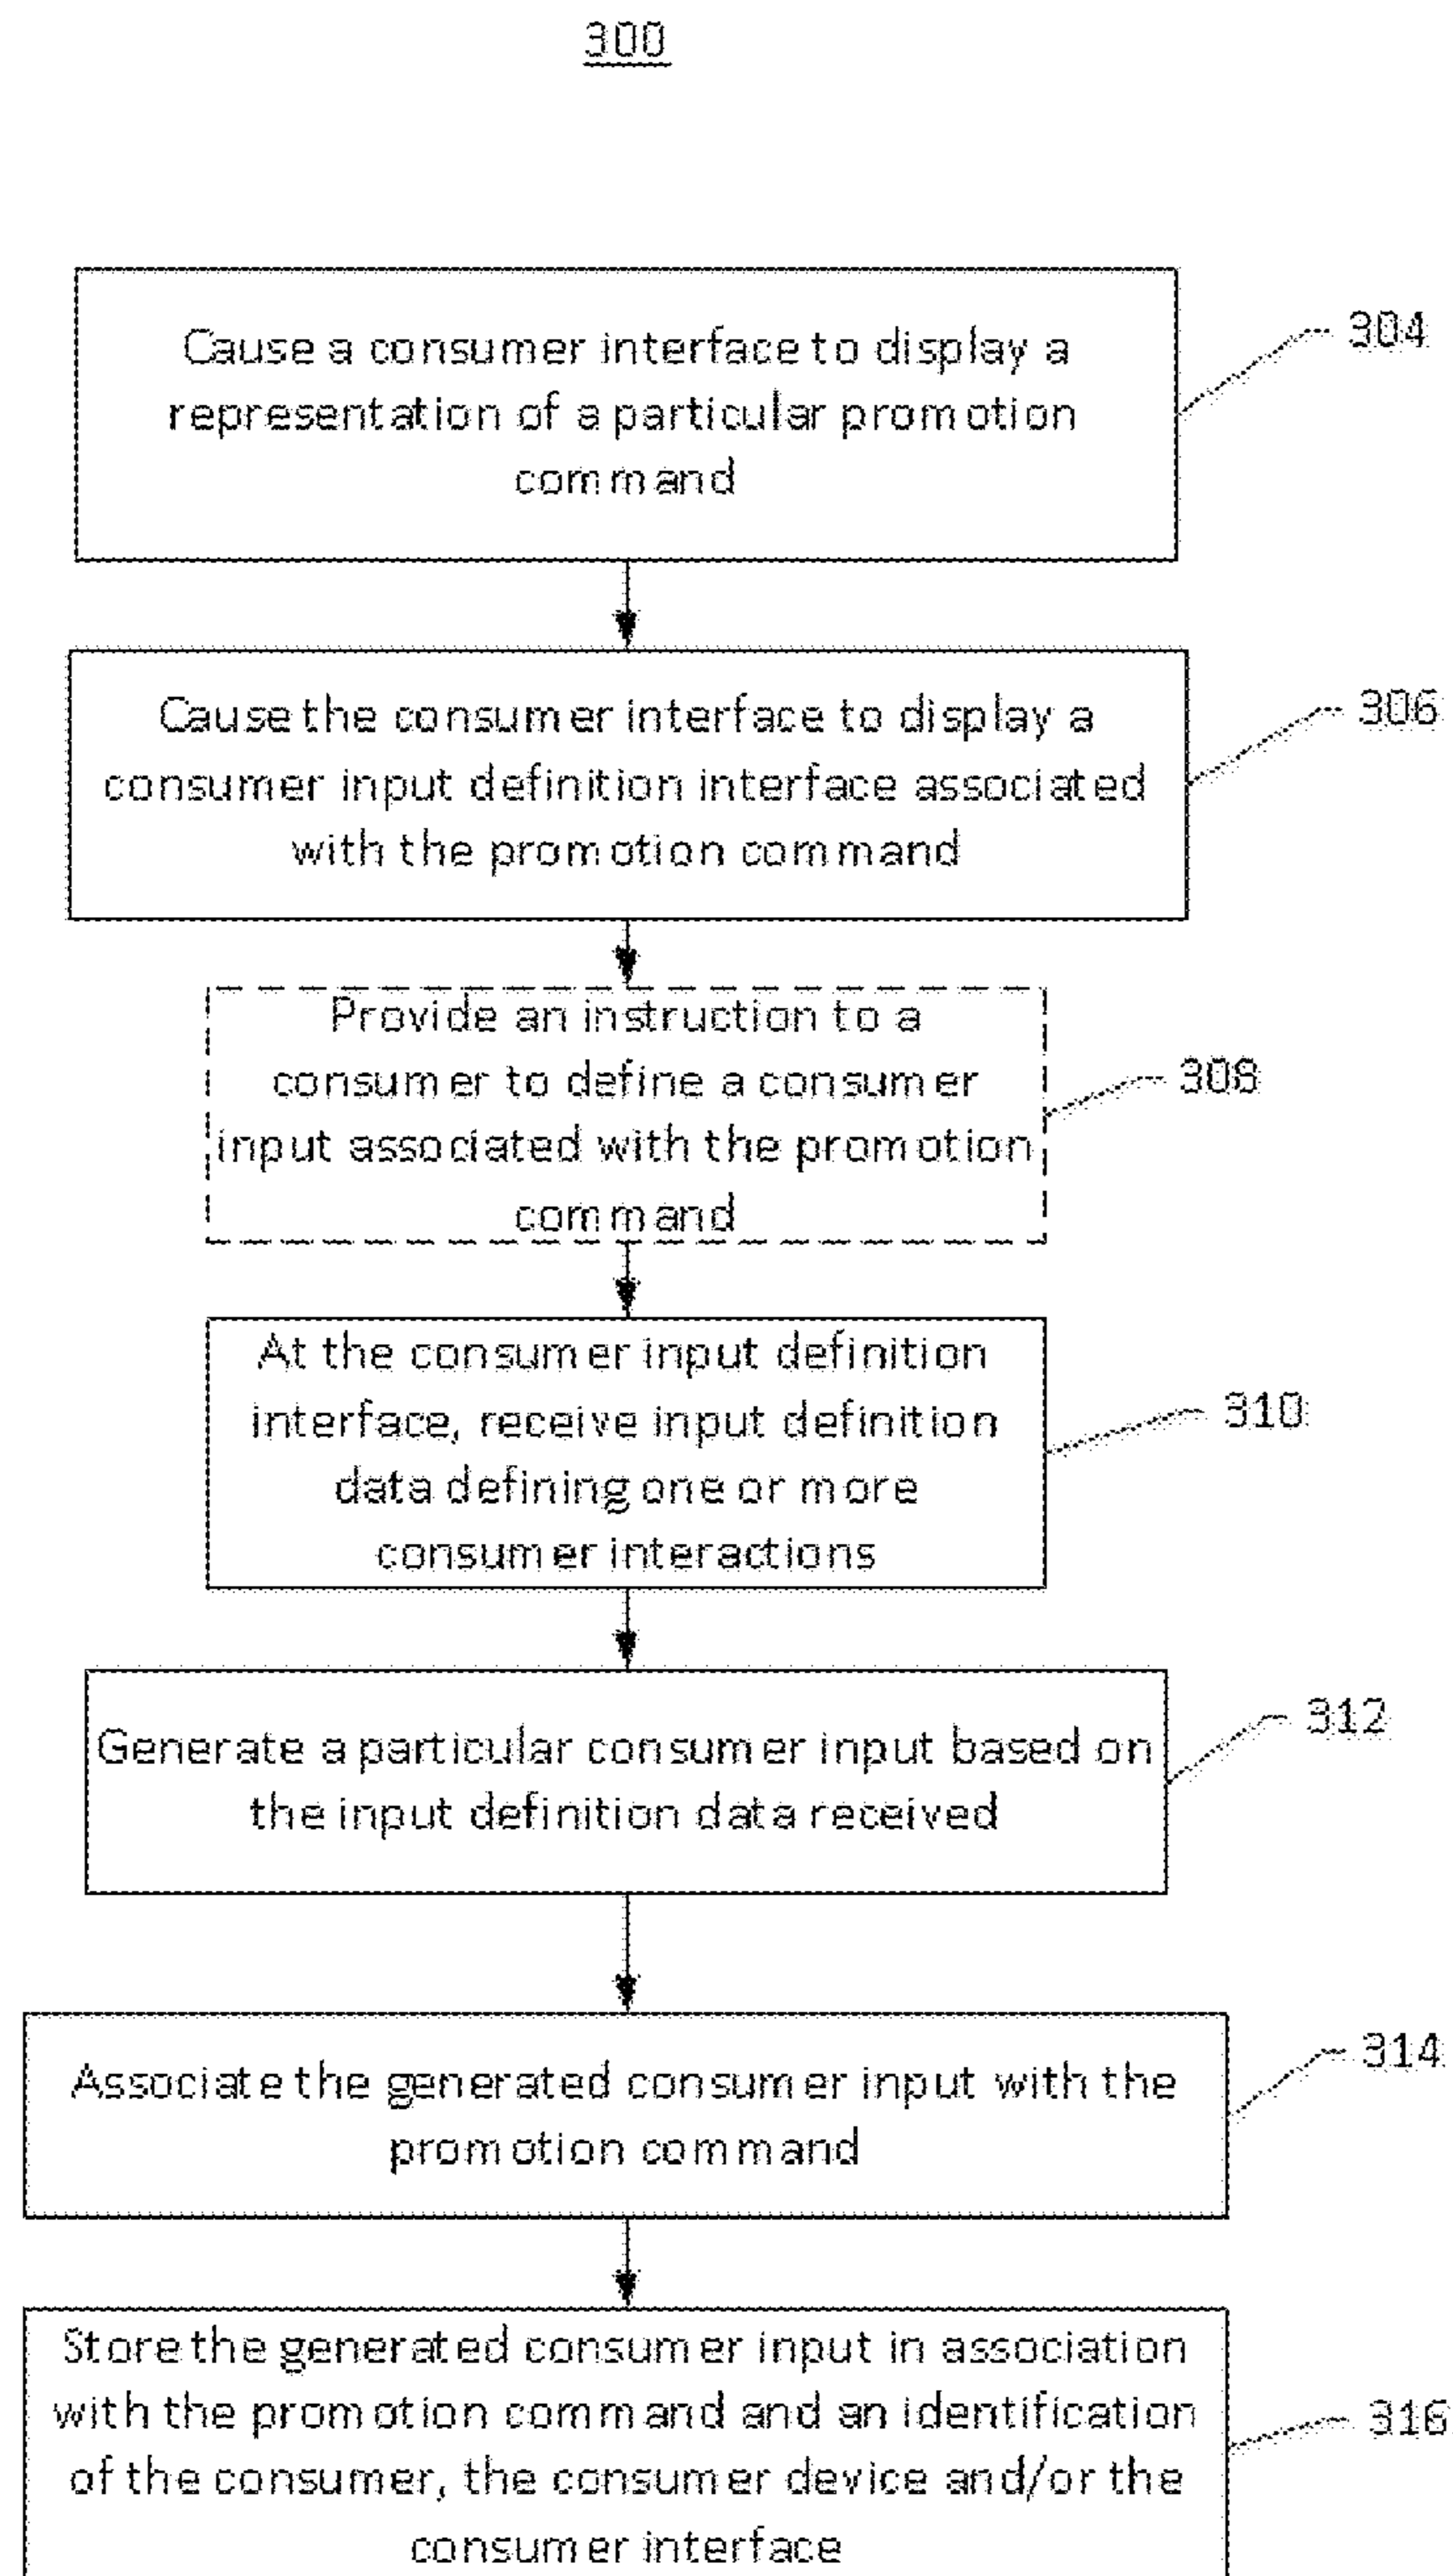 300
Cause a consumer interface to display a
representation of a particular promotion
command
304
Cause the consumer interface to display a
consumer input definition interface associated
with the promotion command
306
Provide an instruction to a
consumer to define a consumer
input associated with the promotion
command
308
At the consumer input definition
interface, receive input definition
data defining one or more
consumer interactions
310
Generate a particular consumer input based on
the input definition data received
312
Associate the generated consumer input with the
promotion command
314
Store the generated consumer input in association
with the promotion command and an identification
of the consumer, the consumer device and/or the
consumer interface
316